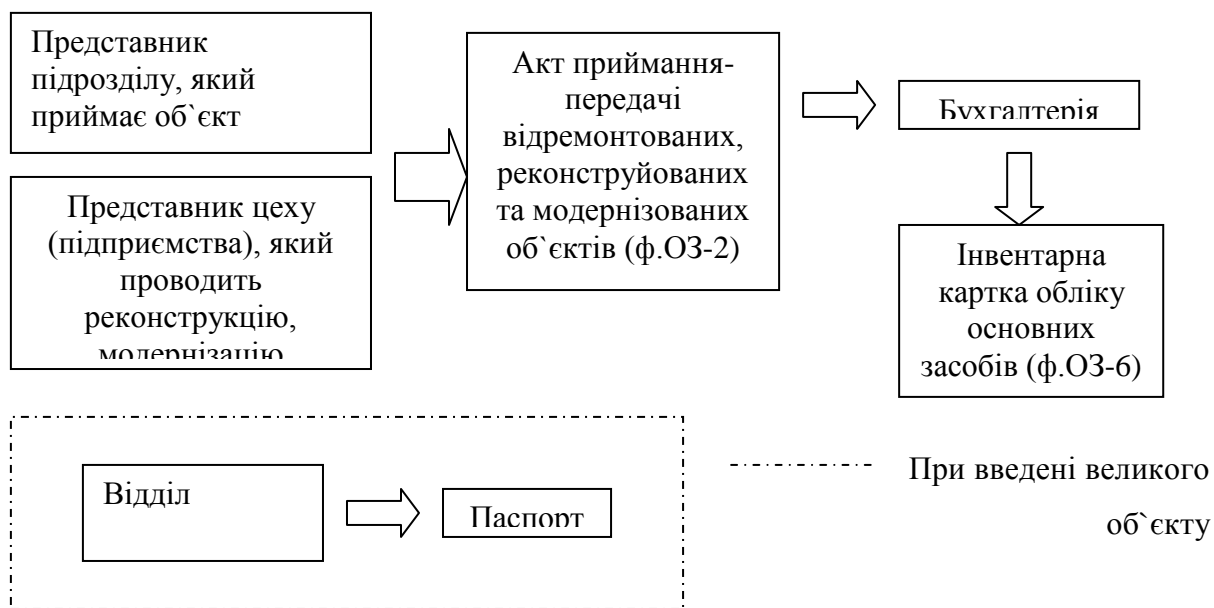 Представник
підрозділу, який
приймає об`єкт
Представник цеху
(підприємства), який
проводить
реконструкцію,
модернізацію
Акт приймання-
передачі
відремонтованих,
реконструйованих
та модернізованих
об`єктів (ф.ОЗ-2)
Бухгалтерія
Інвентарна
картка обліку
основних
засобів (ф.ОЗ-6)
Відділ
Паспорт
При введені великого
об`єкту